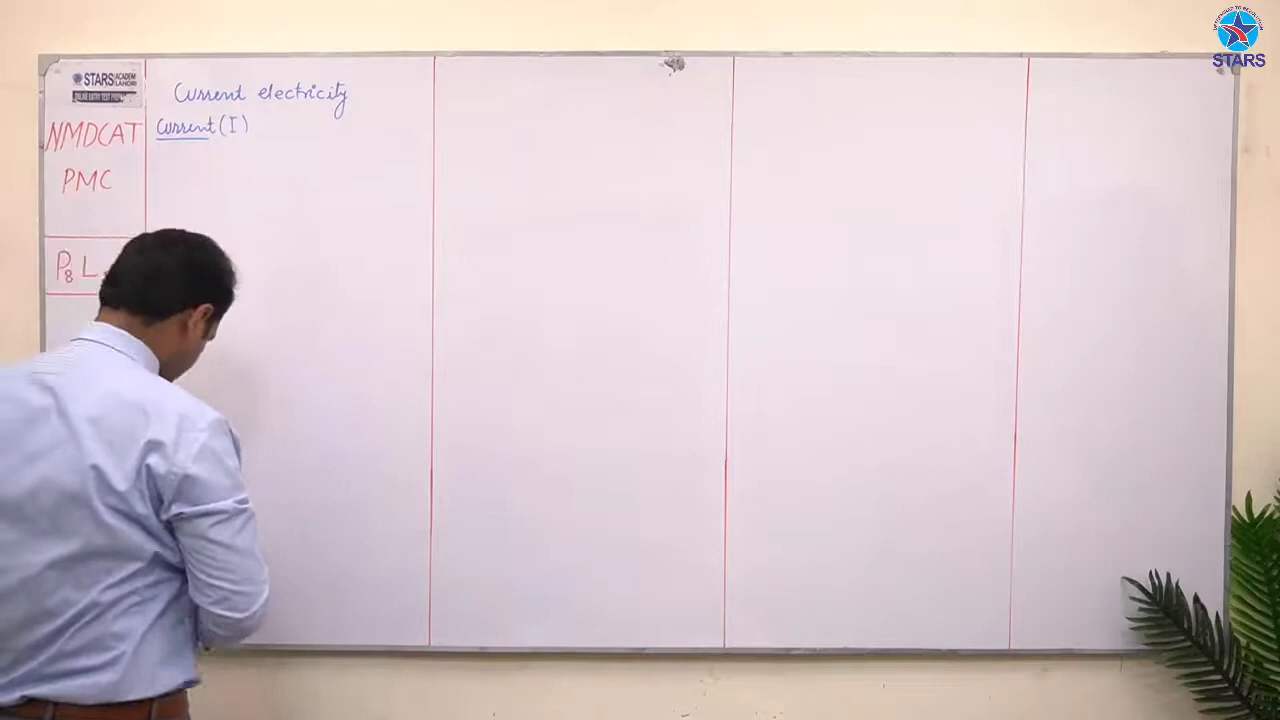 STARS
STARS ACADEMY LAHORE
NMDCAT
PMC
P8 L
Current electricity
Current (I)